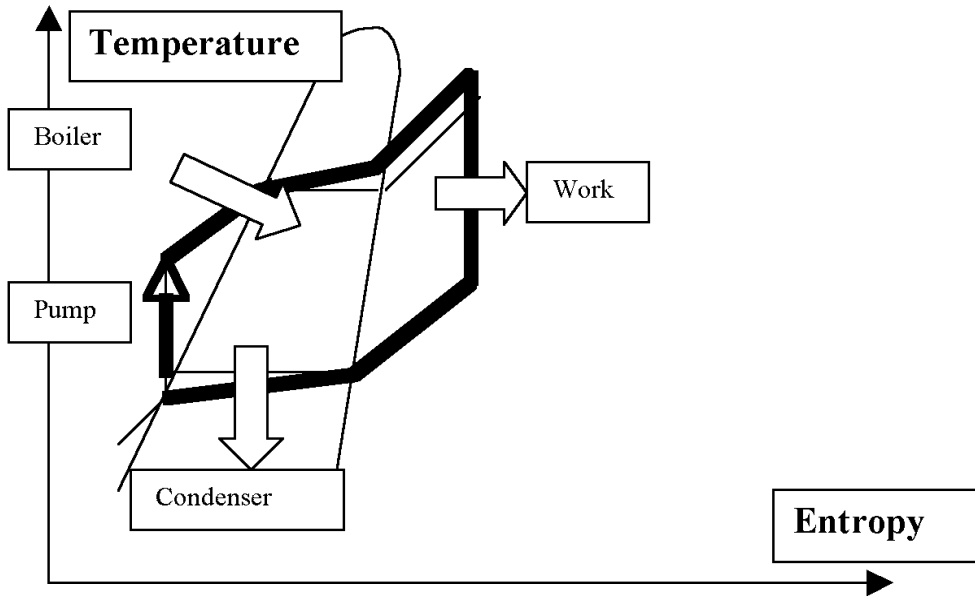 Temperature
Boiler
Work
Pump
Condenser
Entropy